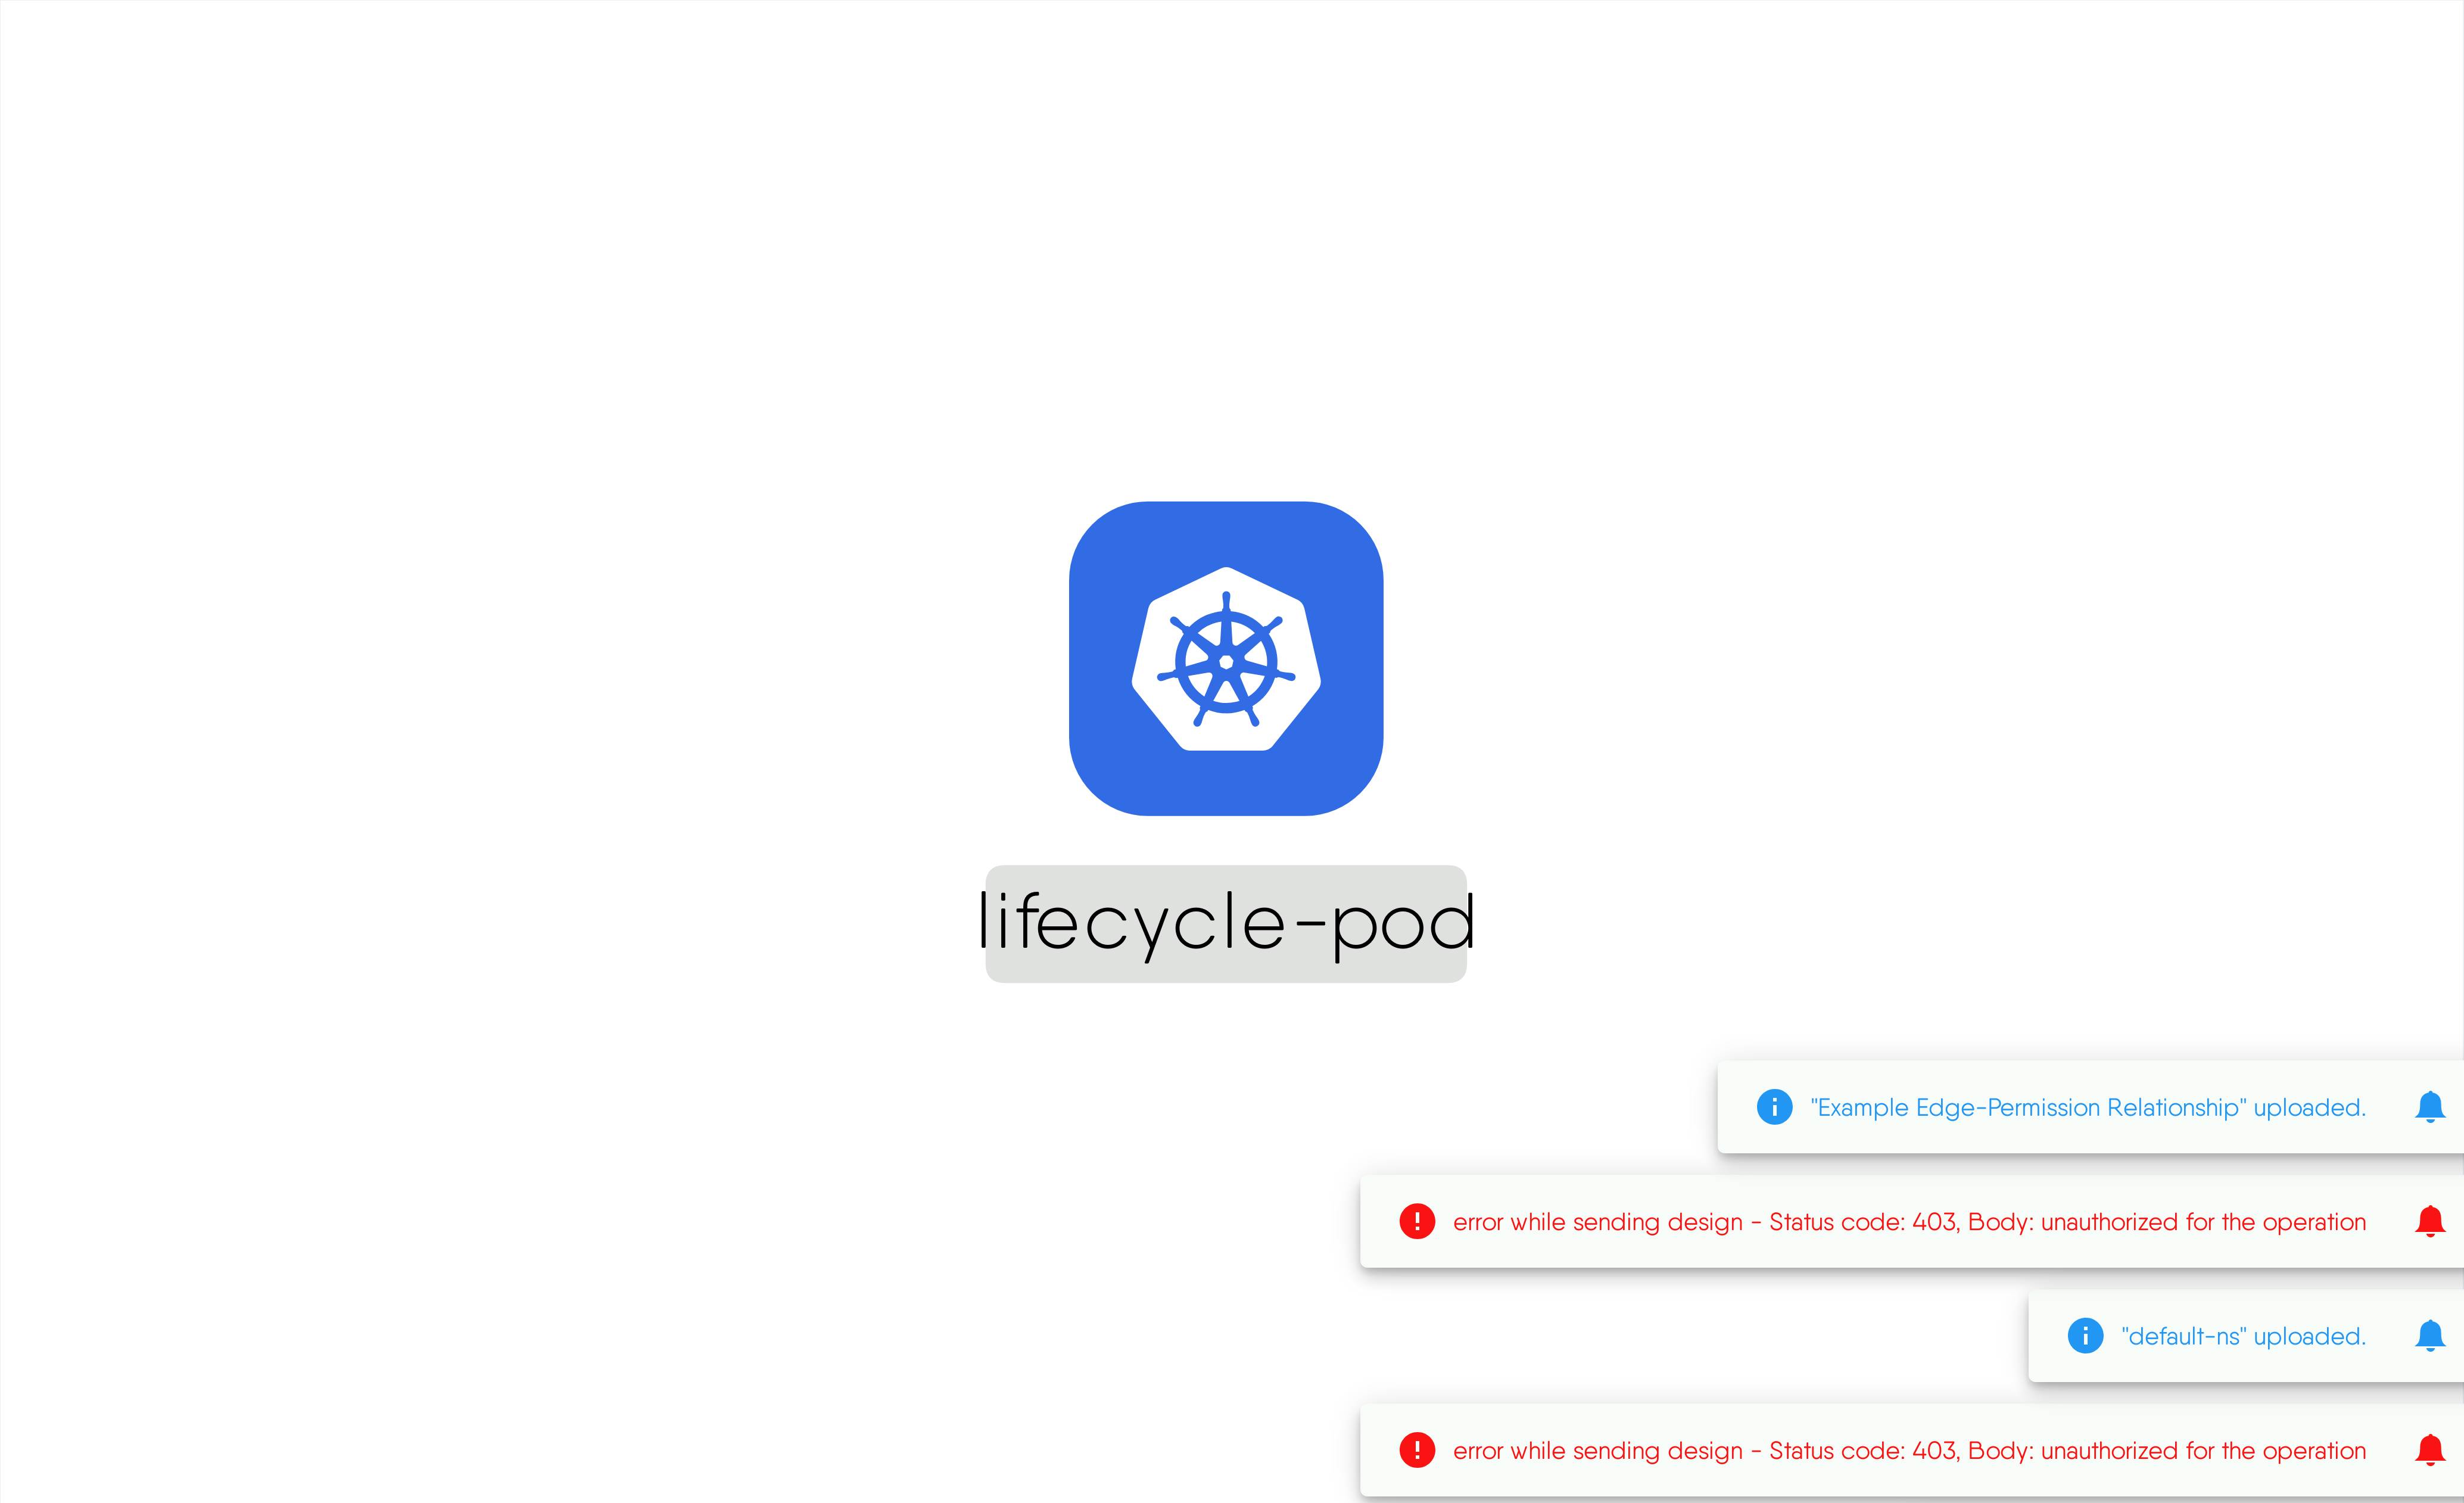 lifecycle-pod
"Example Edge-Permission Relationship" uploaded.
error while sending design - Status code: 403, Body: unauthorized for the operation
"default-ns" uploaded.
error while sending design - Status code: 403, Body: unauthorized for the operation